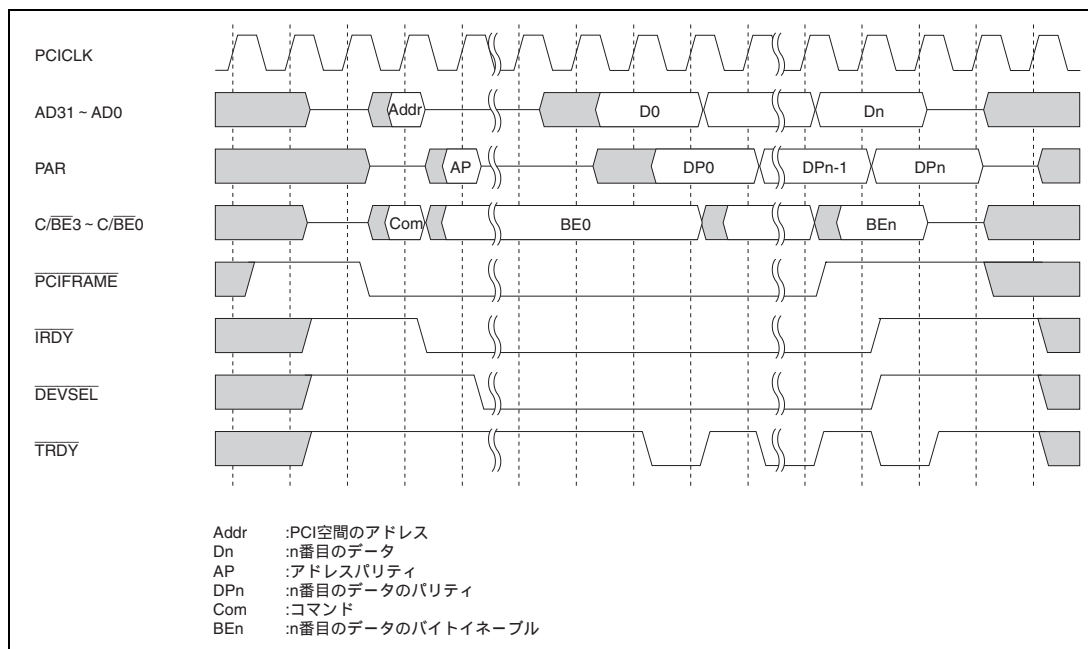 PCICLK
AD31 ~ AD0 Addr D0 Dn
PAR AP DP0 DPn-1 DPn
C/BE3 ~ C/BE0 Com BE0 BEn
PCIFRAME
IRDY
DEVSEL
TRDY
Addr :PCI空間のアドレス
Dn :n番目のデータ
AP :アドレスパリティ
DPn :n番目のデータのパリティ
Com :コマンド
BEn :n番目のデータのバイトイネーブル